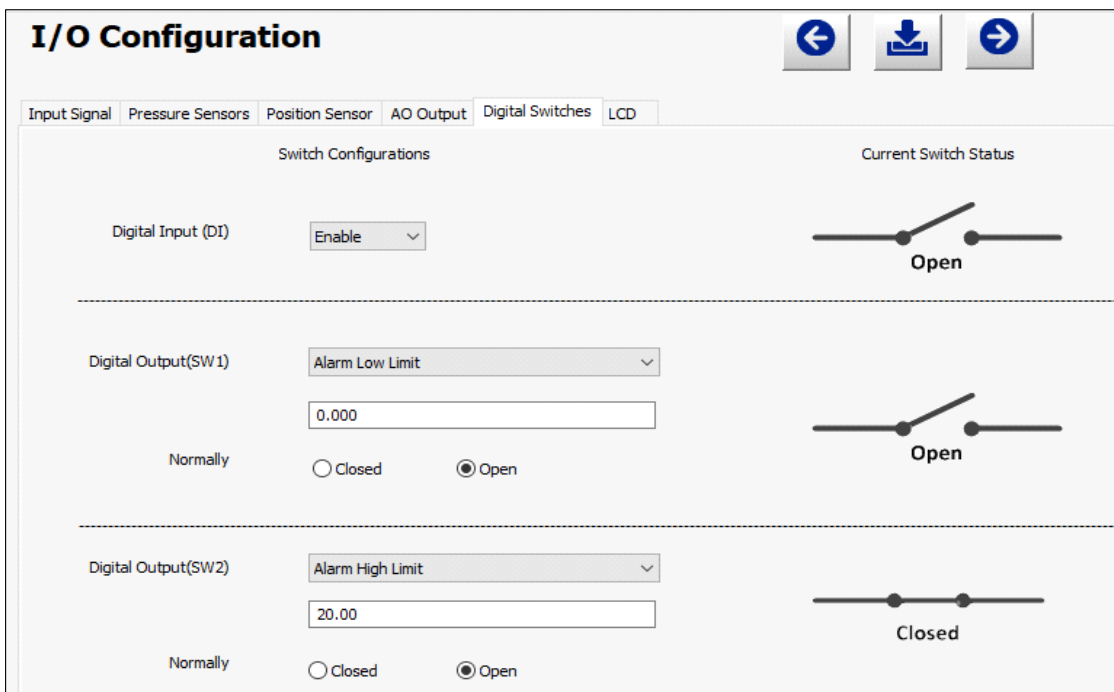 I/O Configuration
Input Signal Pressure Sensors Position Sensor AO Output Digital Switches LCD
Switch Configurations Current Switch Status
Digital Input (DI) Enable
Open
Digital Output(SW1) Alarm Low Limit
0.000
Open
Normally Closed Open
Digital Output(SW2) Alarm High Limit
20.00
Closed
Normally Closed Open